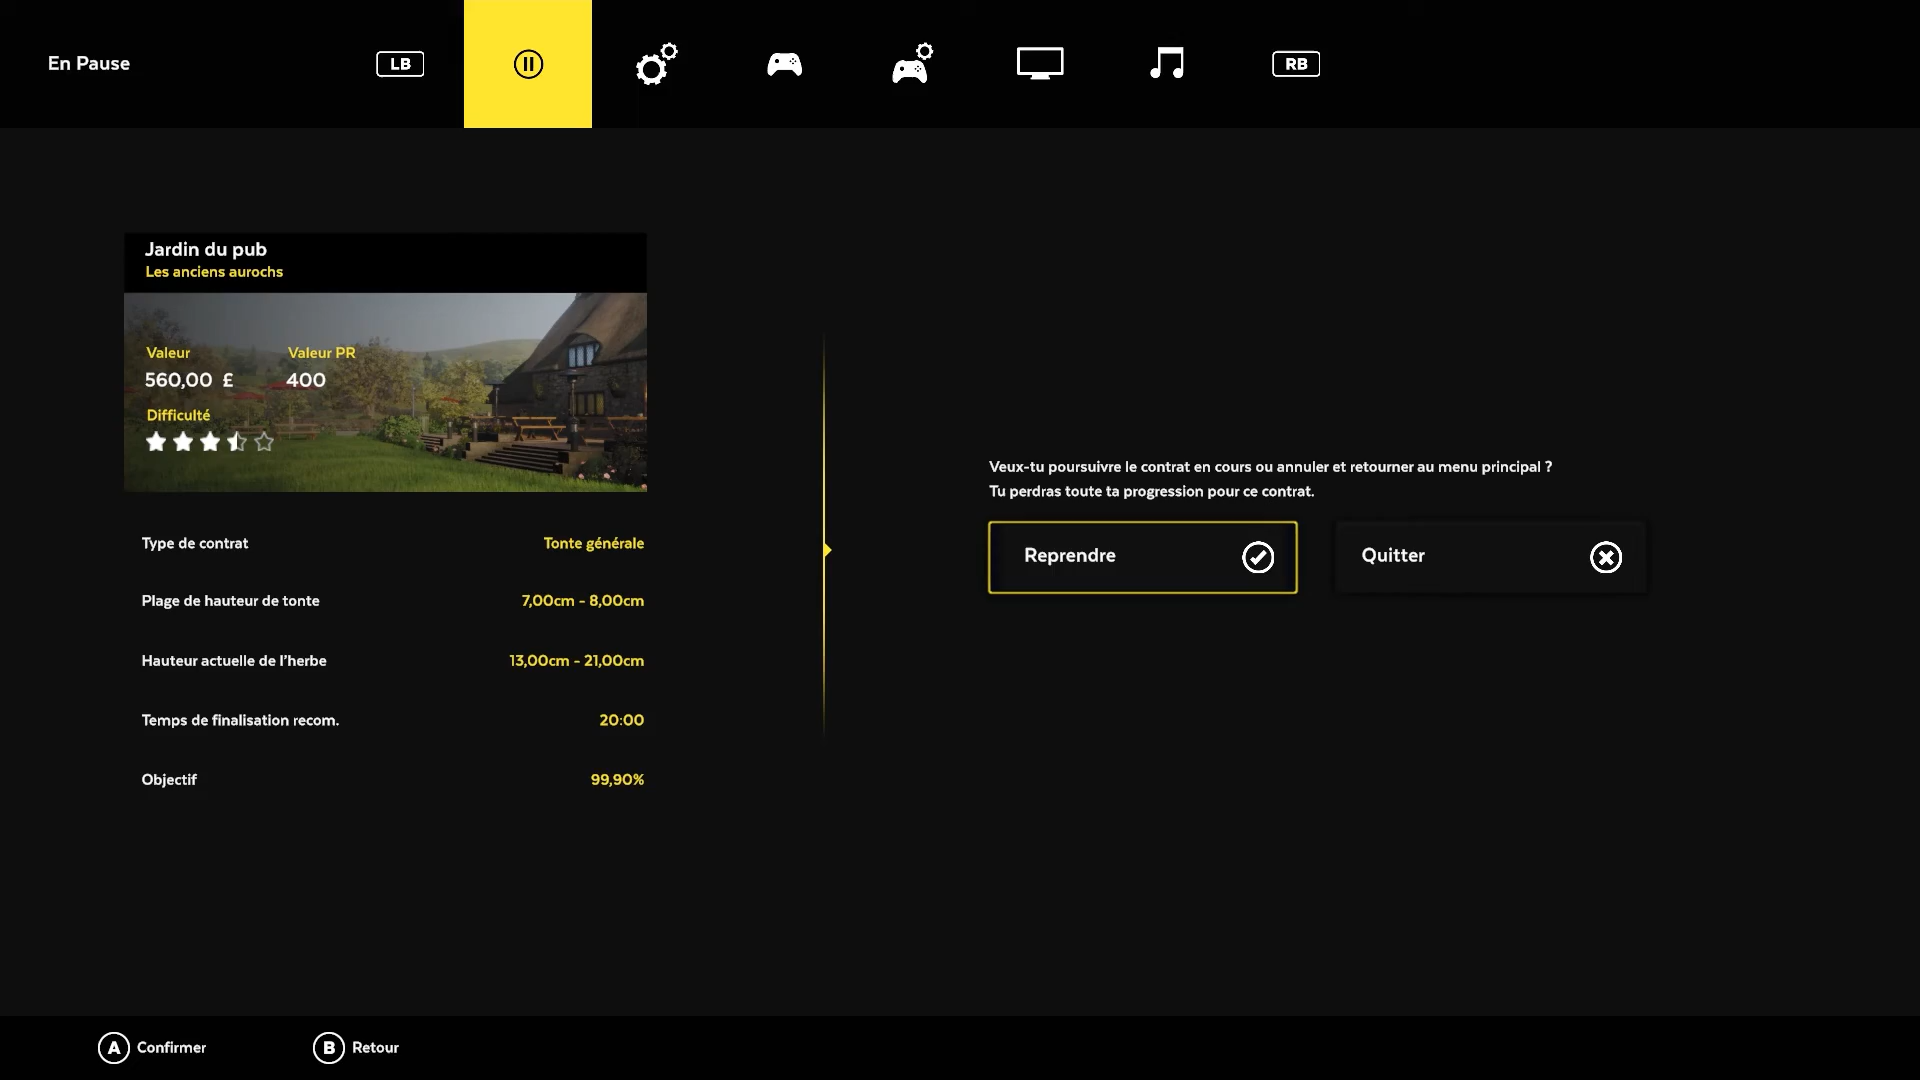 En Pause
LB
RB
Jardin du pub
Les anciens aurochs
Valeur
Valeur PR
560,00 £
400
Difficulté
Type de contrat
Tonte générale
Plage de hauteur de tonte
7,00cm - 8,00cm
Hauteur actuelle de l'herbe
13,00cm - 21,00cm
Temps de finalisation recom.
20:00
Objectif
99,90%
Veux-tu poursuivre le contrat en cours ou annuler et retourner au menu principal ?
Tu perdras toute ta progression pour ce contrat.
Reprendre
Quitter
A Confirmer
B Retour